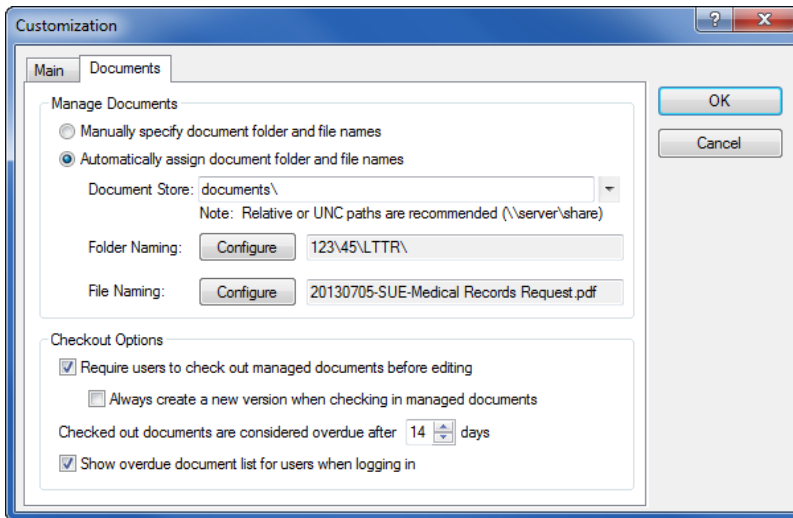 Customization
Main
Documents
OK
Cancel
Manage Documents
Manually specify document folder and file names
Automatically assign document folder and file names
Document Store: documents\
Note: Relative or UNC paths are recommended (\\server\share)
Folder Naming: Configure 123\45\LTTR\
File Naming: Configure 20130705-SUE-Medical Records Request.pdf
Checkout Options
Require users to check out managed documents before editing
Always create a new version when checking in managed documents
Checked out documents are considered overdue after 14 days
Show overdue document list for users when logging in